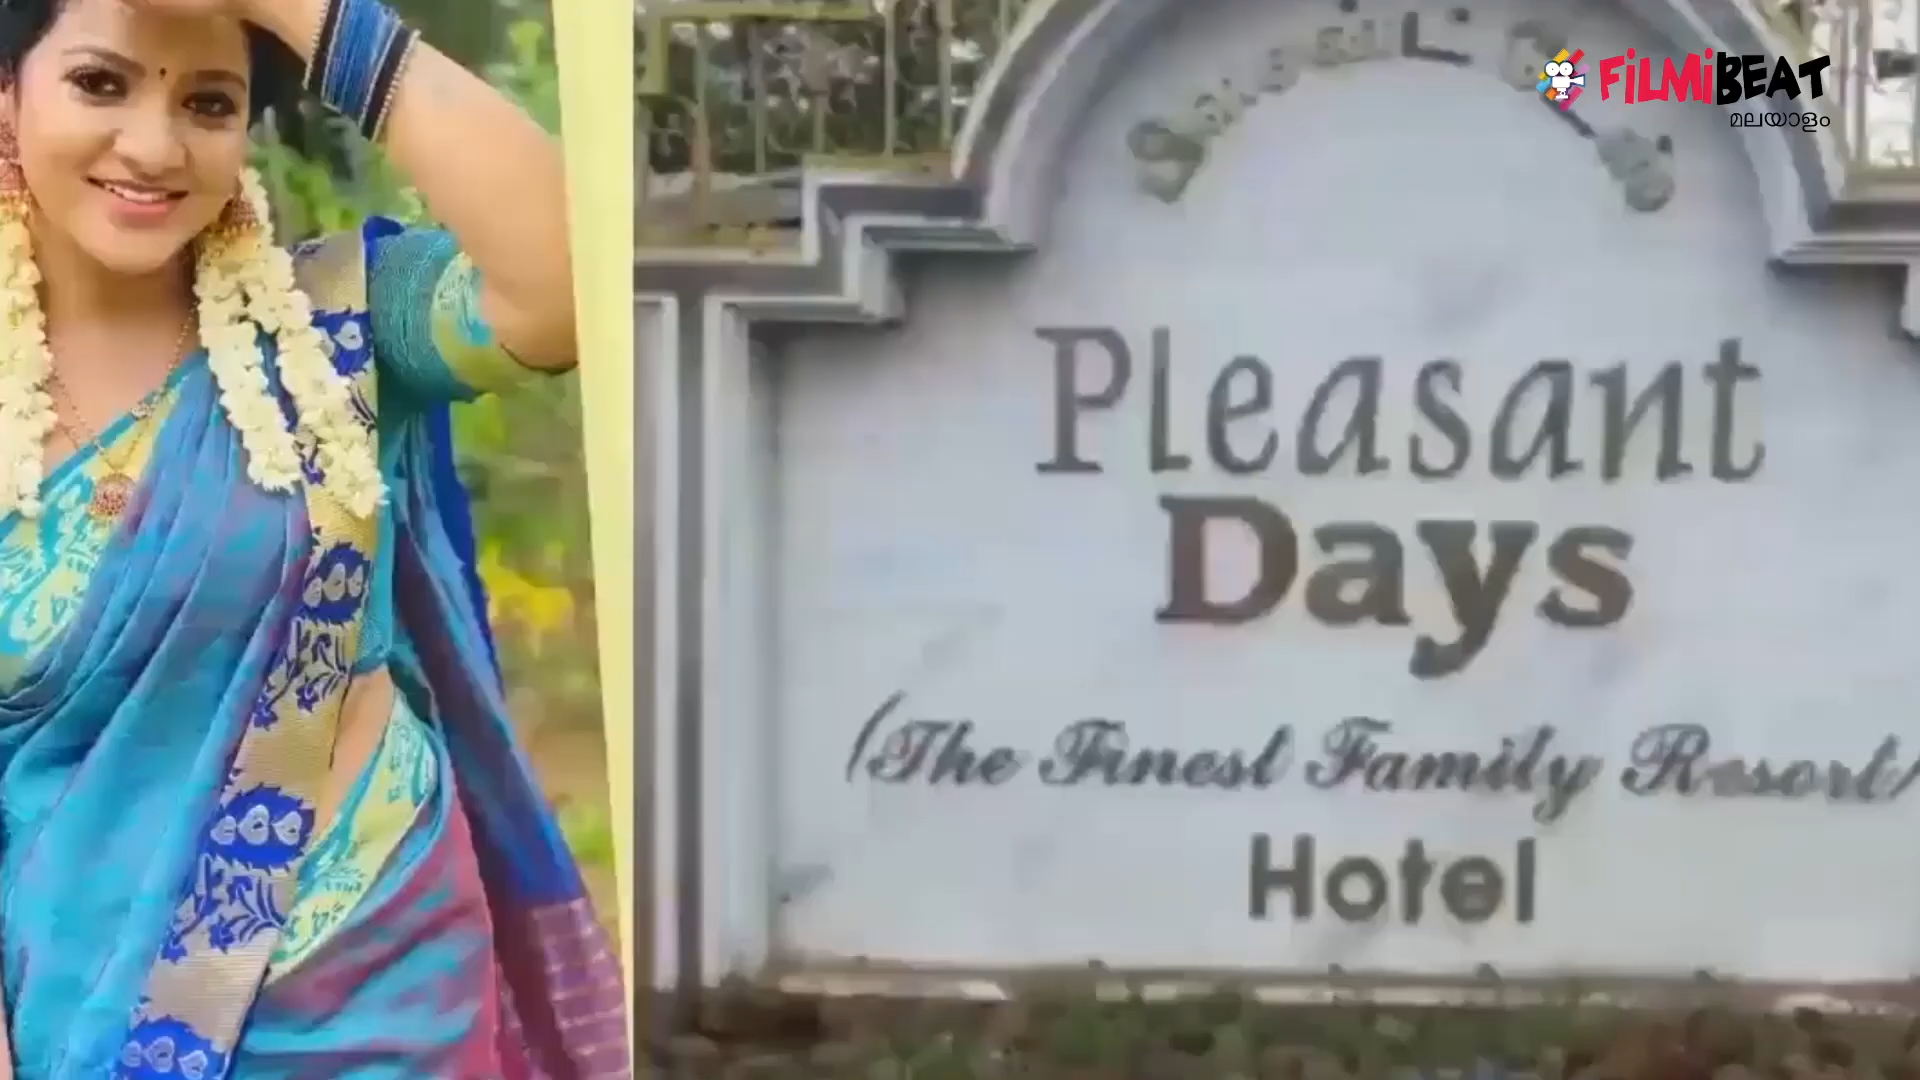 FiLMiBEAT
മലയാളം
Pleasant
Days
(The Finest Family Resort)
Hotel